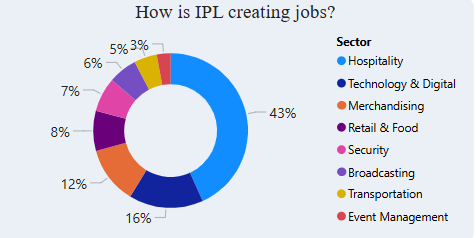 How is IPL creating jobs?
5%
3%
6%
7%
8%
12%
16%
43%
Sector
Hospitality
Technology & Digital
Merchandising
Retail & Food
Security
Broadcasting
Transportation
Event Management